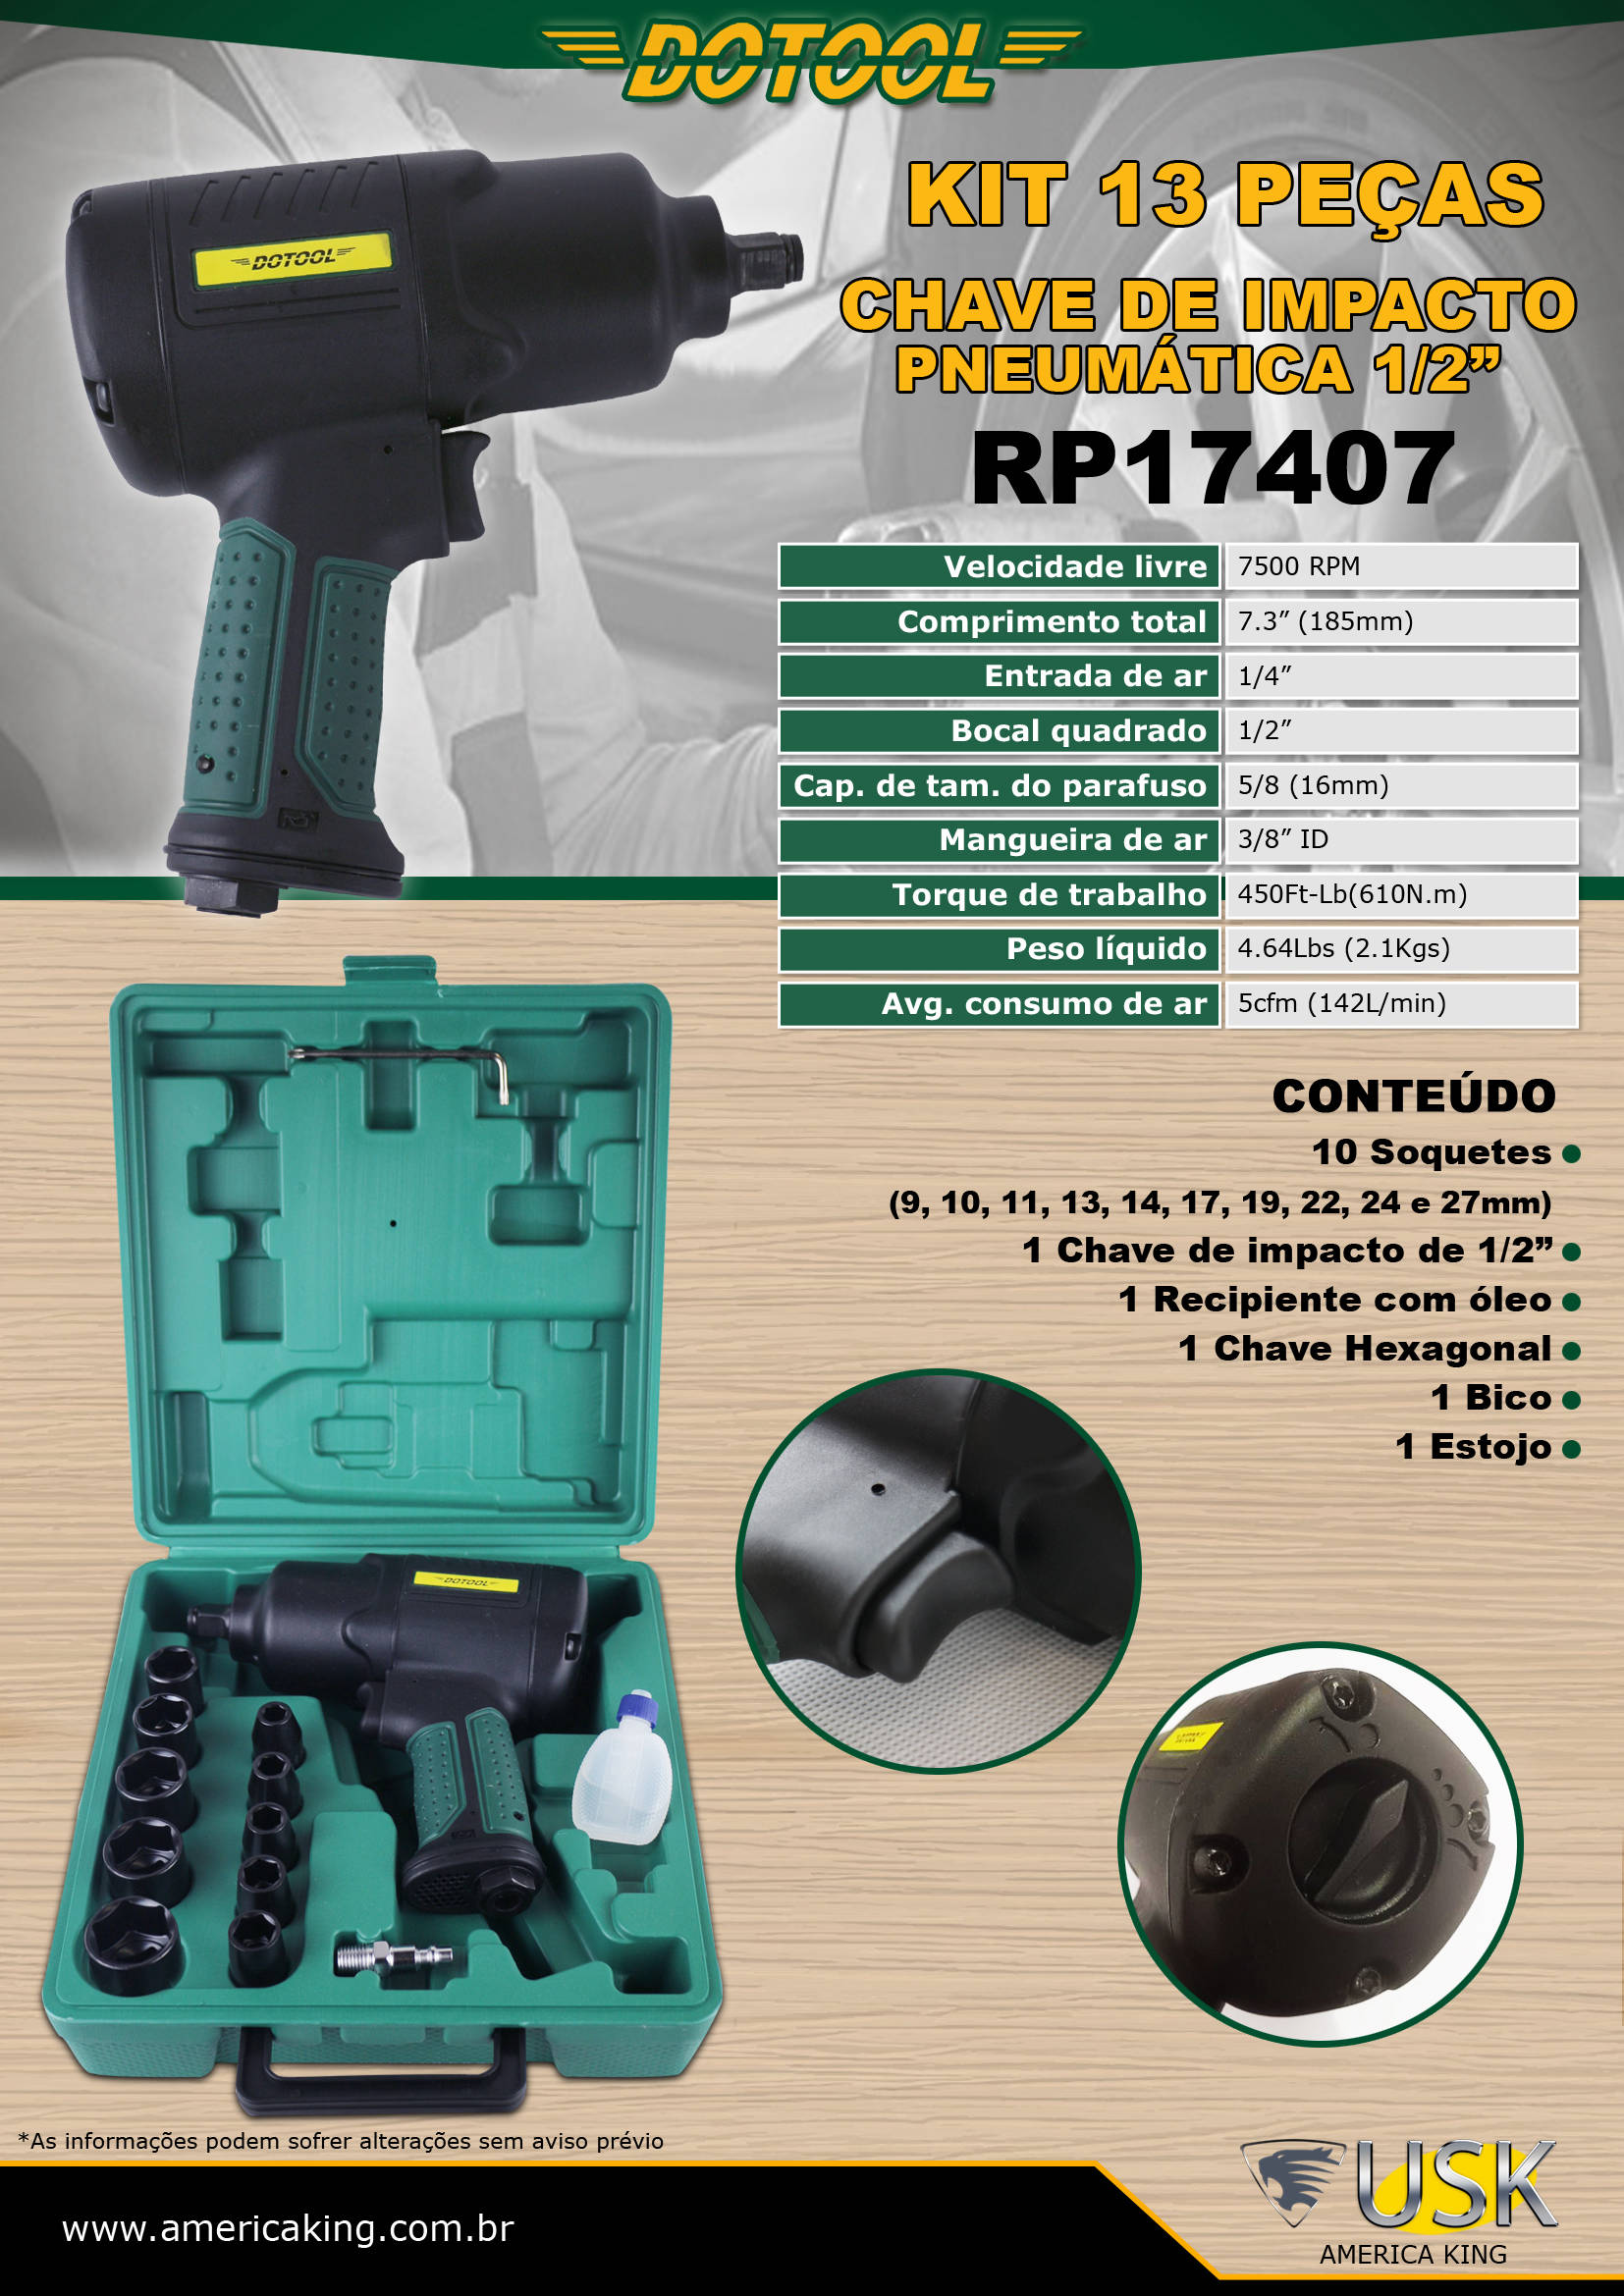 DOTOOL
DOTOOL
KIT 13 PEÇAS
CHAVE DE IMPACTO
PNEUMÁTICA 1/2”
RP17407
Velocidade livre 7500 RPM
Comprimento total 7.3” (185mm)
Entrada de ar 1/4”
Bocal quadrado 1/2”
Cap. de tam. do parafuso 5/8 (16mm)
Mangueira de ar 3/8” ID
Torque de trabalho 450Ft-Lb(610N.m)
Peso líquido 4.64Lbs (2.1Kgs)
Avg. consumo de ar 5cfm (142L/min)
CONTEÚDO
10 Soquetes
(9, 10, 11, 13, 14, 17, 19, 22, 24 e 27mm)
1 Chave de impacto de 1/2”
1 Recipiente com óleo
1 Chave Hexagonal
1 Bico
1 Estojo
DOTOOL
*As informações podem sofrer alterações sem aviso prévio
www.americaking.com.br
USK
AMERICA KING